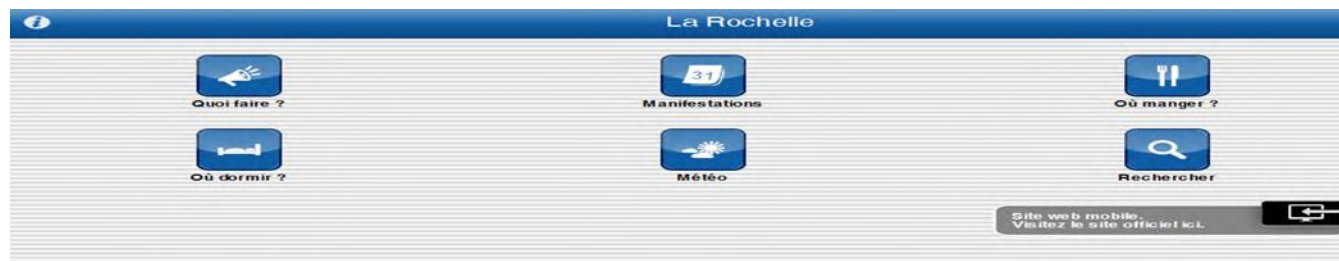 La Rochelle
Quoi faire ?
31
Manifestations
Où manger ?
Où dormir ?
Météo
Rechercher
Site web mobile.
Visitez le site officiel ici.